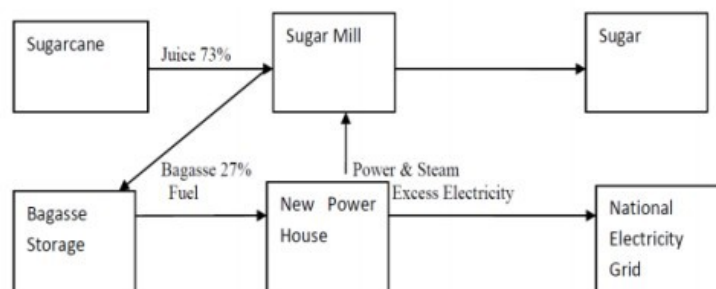 Sugarcane
Juice 73%
Sugar Mill
Sugar
Bagasse 27%
Fuel
Power & Steam
Excess Electricity
Bagasse
Storage
New Power
House
National
Electricity
Grid